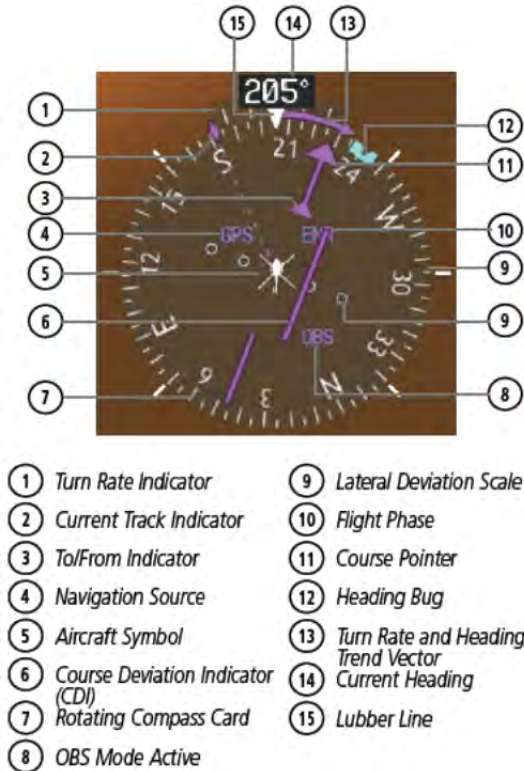 15 14 13
205°
1
12
2
11
3
4
10
5
9
6
9
7
8
21
24
W
30
33
N
3
6
E
12
15
S
GPS
ENR
OBS
1 Turn Rate Indicator
2 Current Track Indicator
3 To/From Indicator
4 Navigation Source
5 Aircraft Symbol
6 Course Deviation Indicator
(CDI)
7 Rotating Compass Card
8 OBS Mode Active
9 Lateral Deviation Scale
10 Flight Phase
11 Course Pointer
12 Heading Bug
13 Turn Rate and Heading
Trend Vector
14 Current Heading
15 Lubber Line